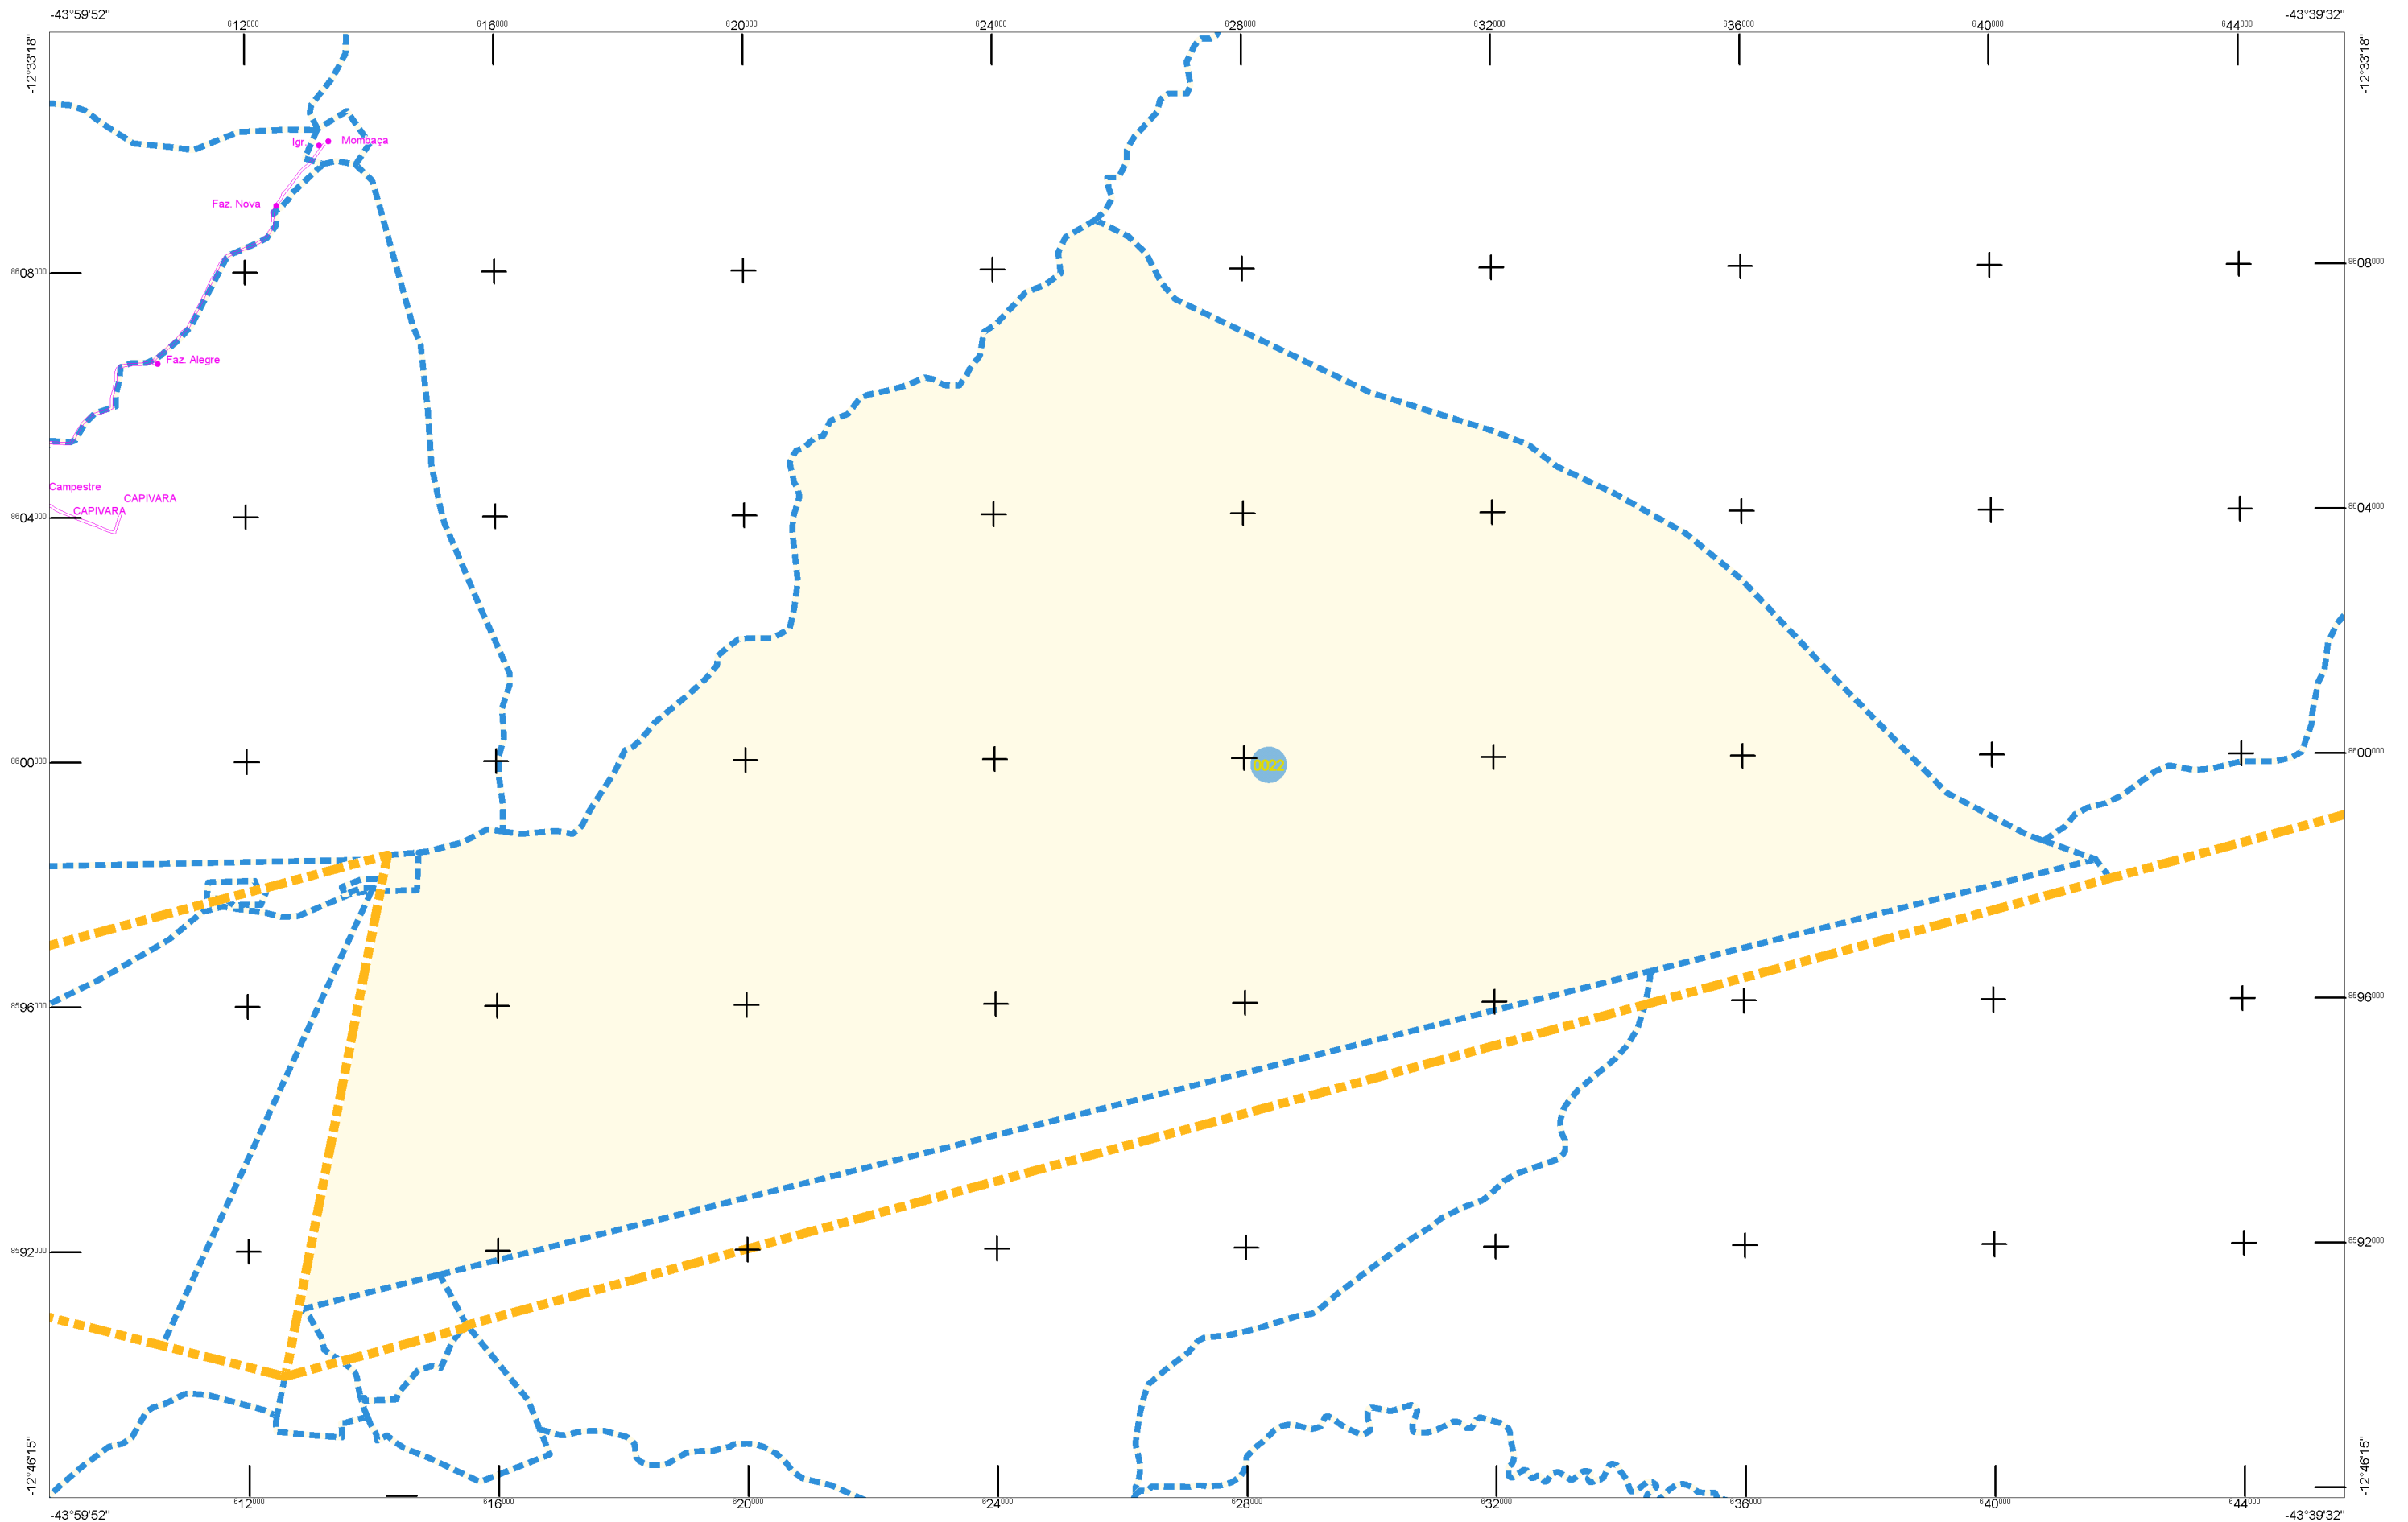 -43°59'52" -43°39'32"
612000 616000 620000 624000 628000 632000 636000 640000 644000
-12°33'18" -12°33'18"
Igr. Mombaça
Faz. Nova
8608000 8608000
Faz. Alegre
Campestre
CAPIVARA
CAPIVARA
8604000 8604000
8600000 0022 8600000
8596000 8596000
8592000 8592000
-12°46'15" -12°46'15"
612000 616000 620000 624000 628000 632000 636000 640000 644000
-43°59'52" -43°39'32"